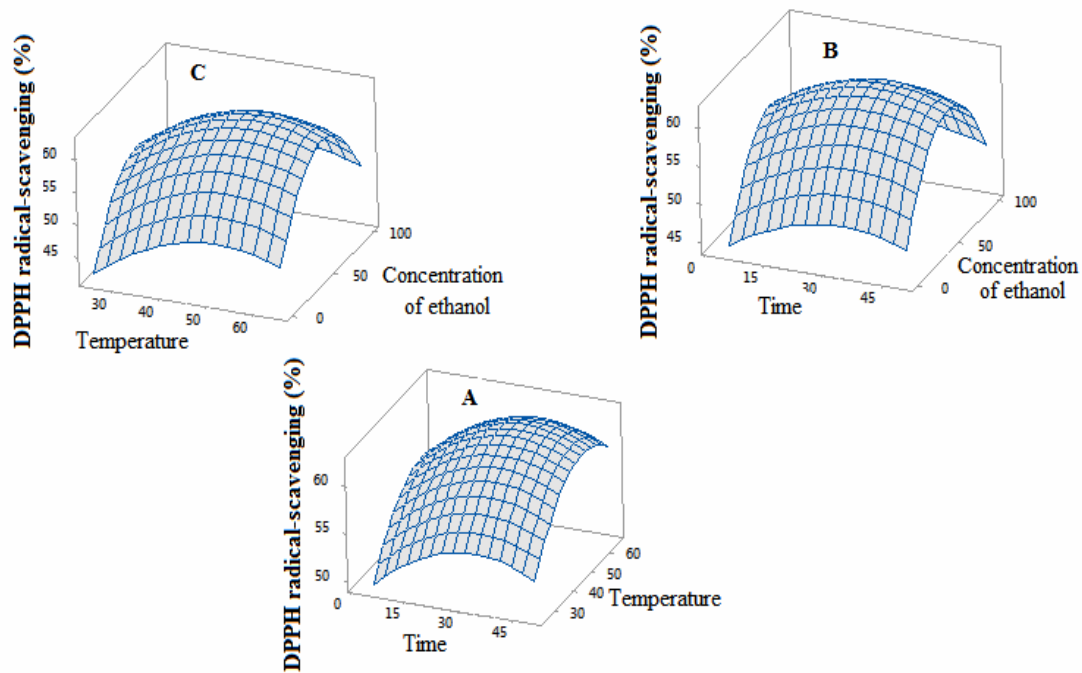 C
DPPH radical-scavenging (%)
60
55
50
45
30
40
50
60
Temperature
0
50
100
Concentration
of ethanol
B
DPPH radical-scavenging (%)
60
55
50
45
0
15
30
45
Time
0
50
100
Concentration
of ethanol
A
DPPH radical-scavenging (%)
60
55
50
0
15
30
45
Time
30
40
50
60
Temperature